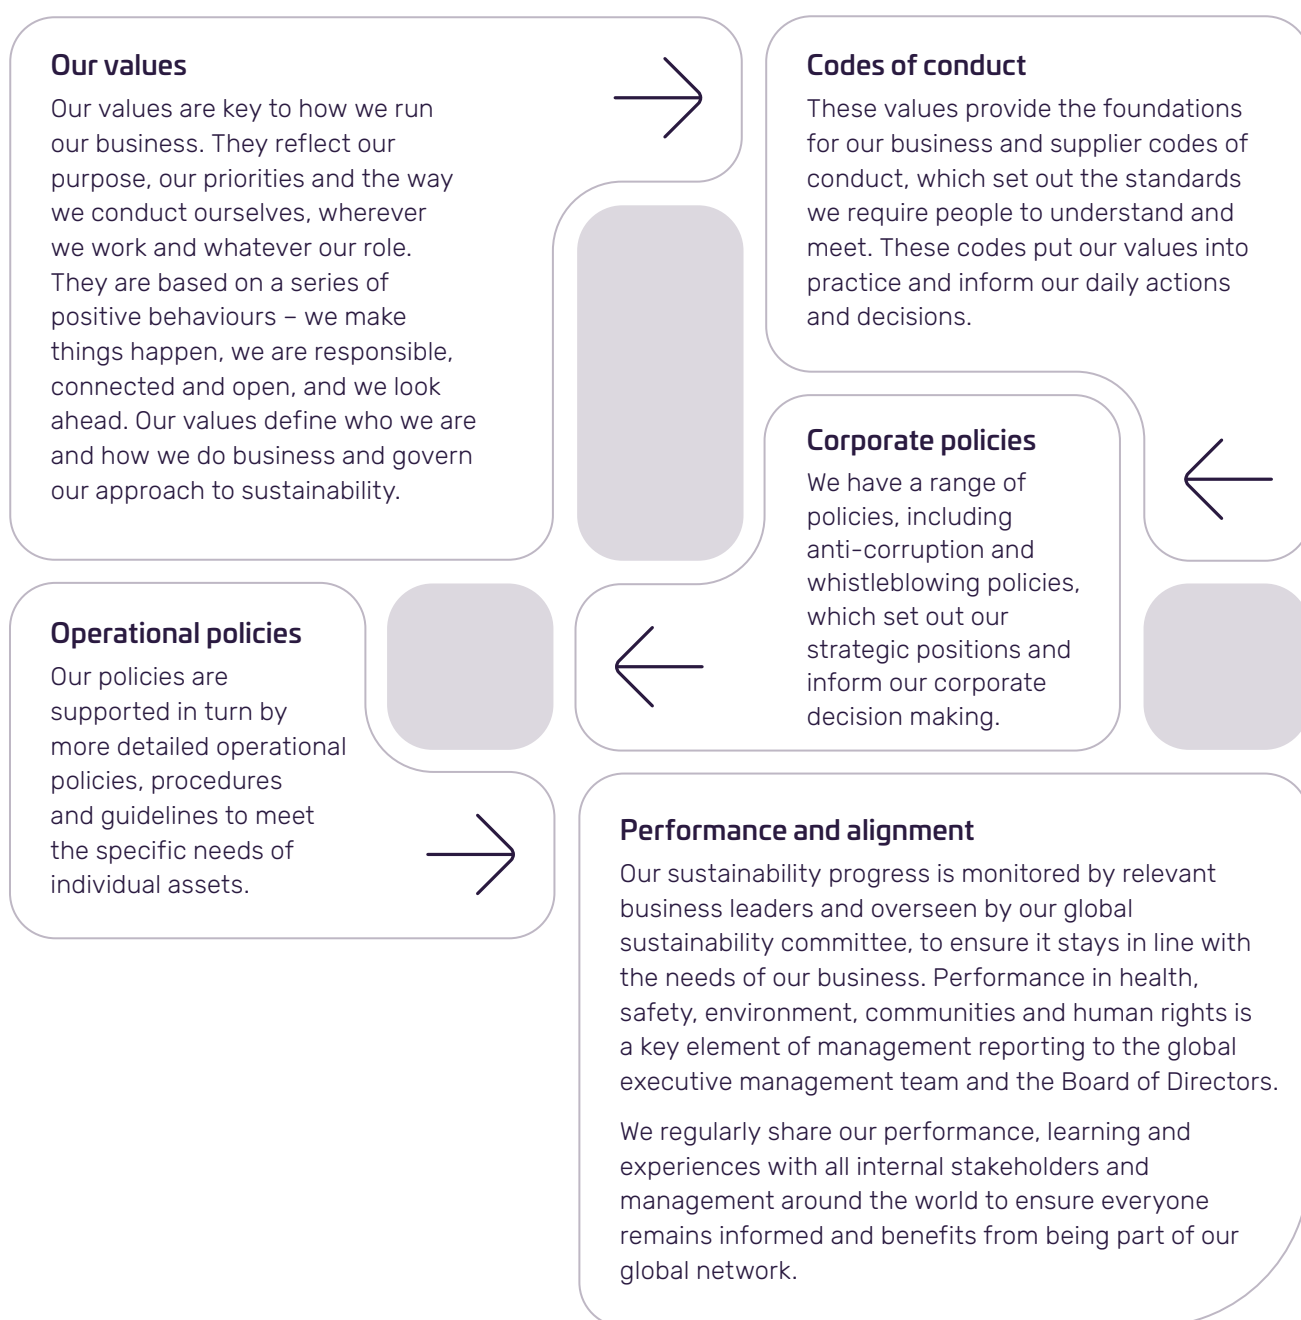 Our values
Our values are key to how we run
our business. They reflect our
purpose, our priorities and the way
we conduct ourselves, wherever
we work and whatever our role.
They are based on a series of
positive behaviours – we make
things happen, we are responsible,
connected and open, and we look
ahead. Our values define who we are
and how we do business and govern
our approach to sustainability.
Codes of conduct
These values provide the foundations
for our business and supplier codes of
conduct, which set out the standards
we require people to understand and
meet. These codes put our values into
practice and inform our daily actions
and decisions.
Corporate policies
We have a range of
policies, including
anti-corruption and
whistleblowing policies,
which set out our
strategic positions and
inform our corporate
decision making.
Operational policies
Our policies are
supported in turn by
more detailed operational
policies, procedures
and guidelines to meet
the specific needs of
individual assets.
Performance and alignment
Our sustainability progress is monitored by relevant
business leaders and overseen by our global
sustainability committee, to ensure it stays in line with
the needs of our business. Performance in health,
safety, environment, communities and human rights is
a key element of management reporting to the global
executive management team and the Board of Directors.
We regularly share our performance, learning and
experiences with all internal stakeholders and
management around the world to ensure everyone
remains informed and benefits from being part of our
global network.